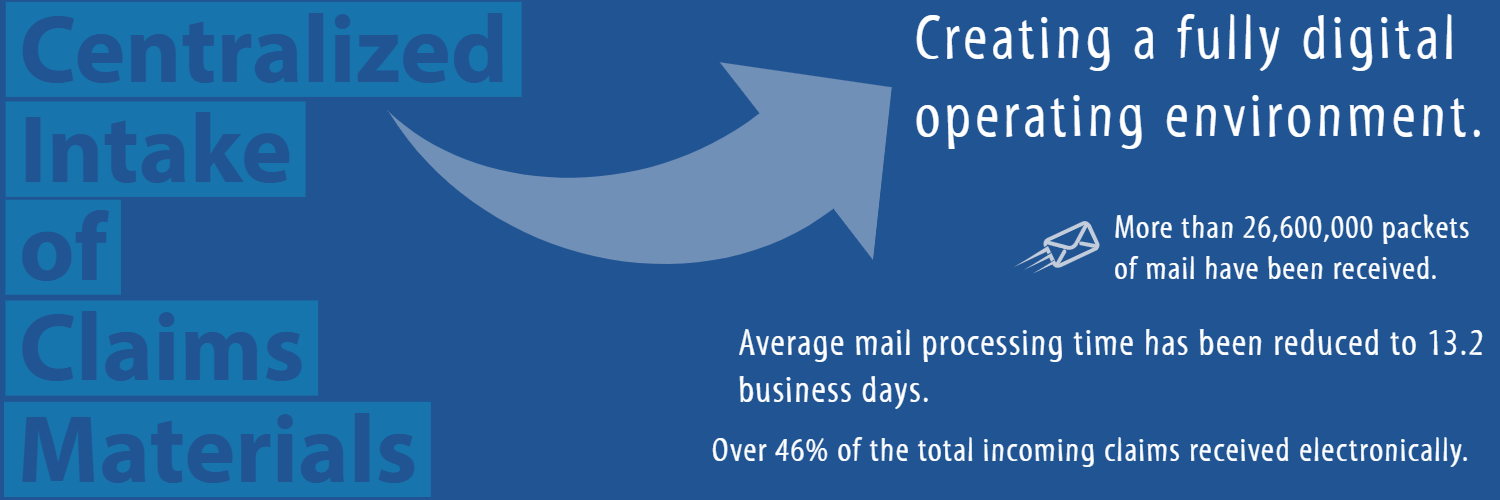 Centralized
Intake
of
Claims
Materials
Creating a fully digital
operating environment.
More than 26,600,000 packets
of mail have been received.
Average mail processing time has been reduced to 13.2
business days.
Over 46% of the total incoming claims received electronically.